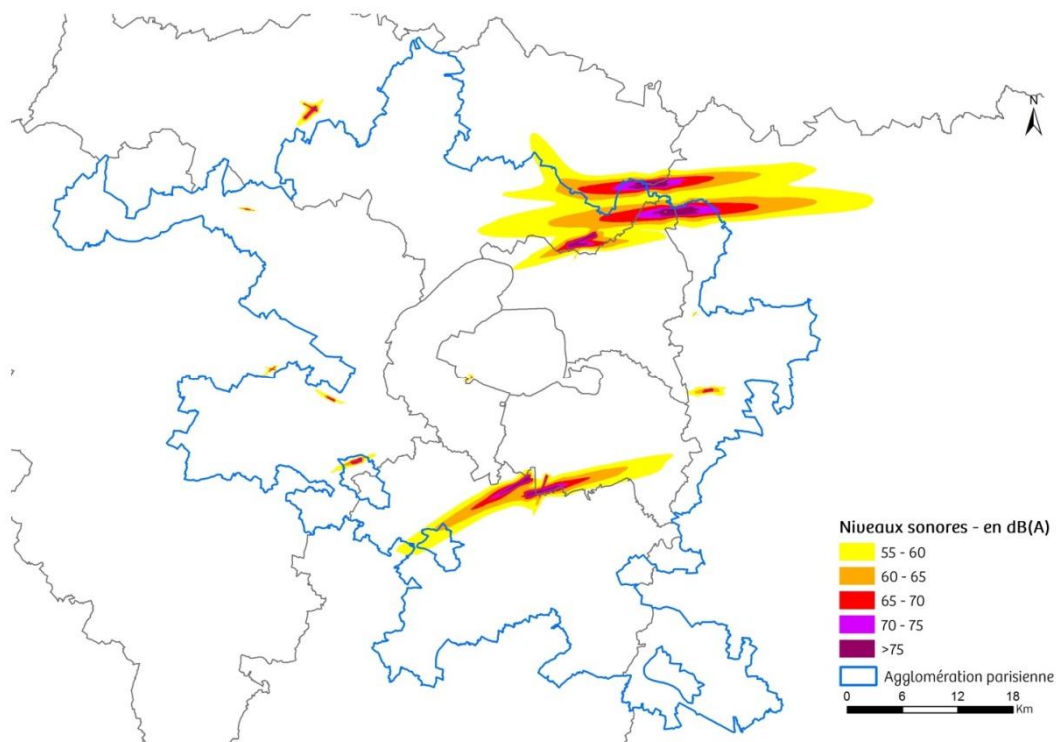 N
Niveaux sonores - en dB(A)
55 - 60
60 - 65
65 - 70
70 - 75
>75
Agglomération parisienne
0 6 12 18
Km